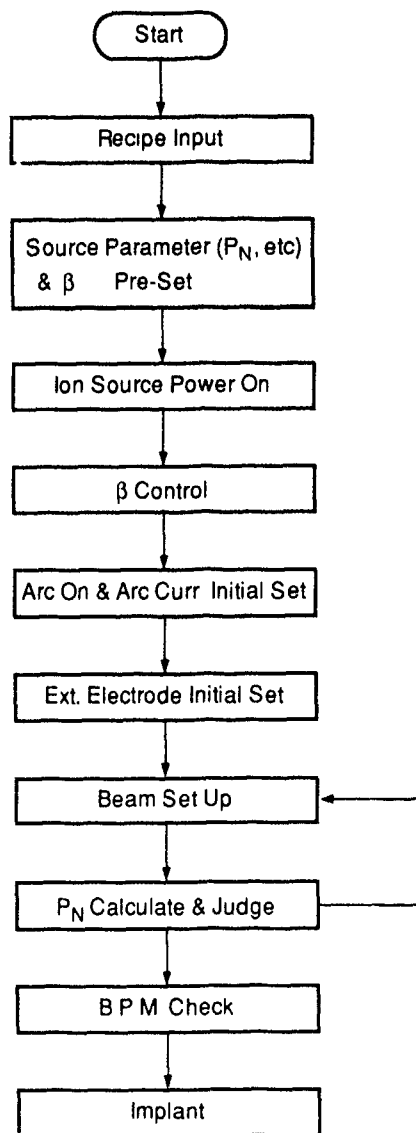 Start
Recipe Input
Source Parameter (PN, etc)
& β Pre-Set
Ion Source Power On
β Control
Arc On & Arc Curr Initial Set
Ext. Electrode Initial Set
Beam Set Up
PN Calculate & Judge
B P M Check
Implant